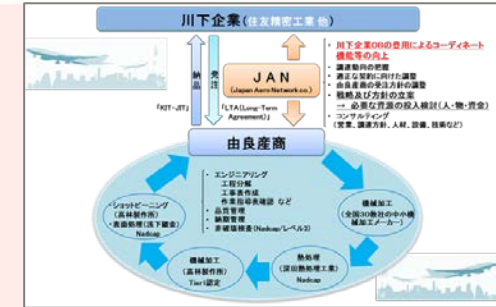 川下企業(住友精密工業 他)
納品
受注
JAN
(Japan Aero Network co.)
「KIT・JIT」
「LTA(Long-Term
Agreement)」
・川下企業OBの登用によるコーディネート
機能等の向上
・調達動向の把握
・適正な契約に向けた調整
・由良産商の受注方針の調整
・戦略及び方針の立案
→ 必要な資源の投入検討(人・物・資金)
・コンサルティング
(営業、調達方針、人材、設備、技術など)
由良産商
・エンジニアリング
工程分解
工事表作成
作業指導表確認 など
・品質管理
・納期管理
・非破壊検査(Nadcap/レベル3)
・ショットピーニング
(高林製作所)
・表面処理(浅下鍍金)
Nadcap
機械加工
(全国30数社の中小機
械加工メーカー)
機械加工
(高林製作所)
Tier1認定
熱処理
(深田熱処理工業)
Nadcap